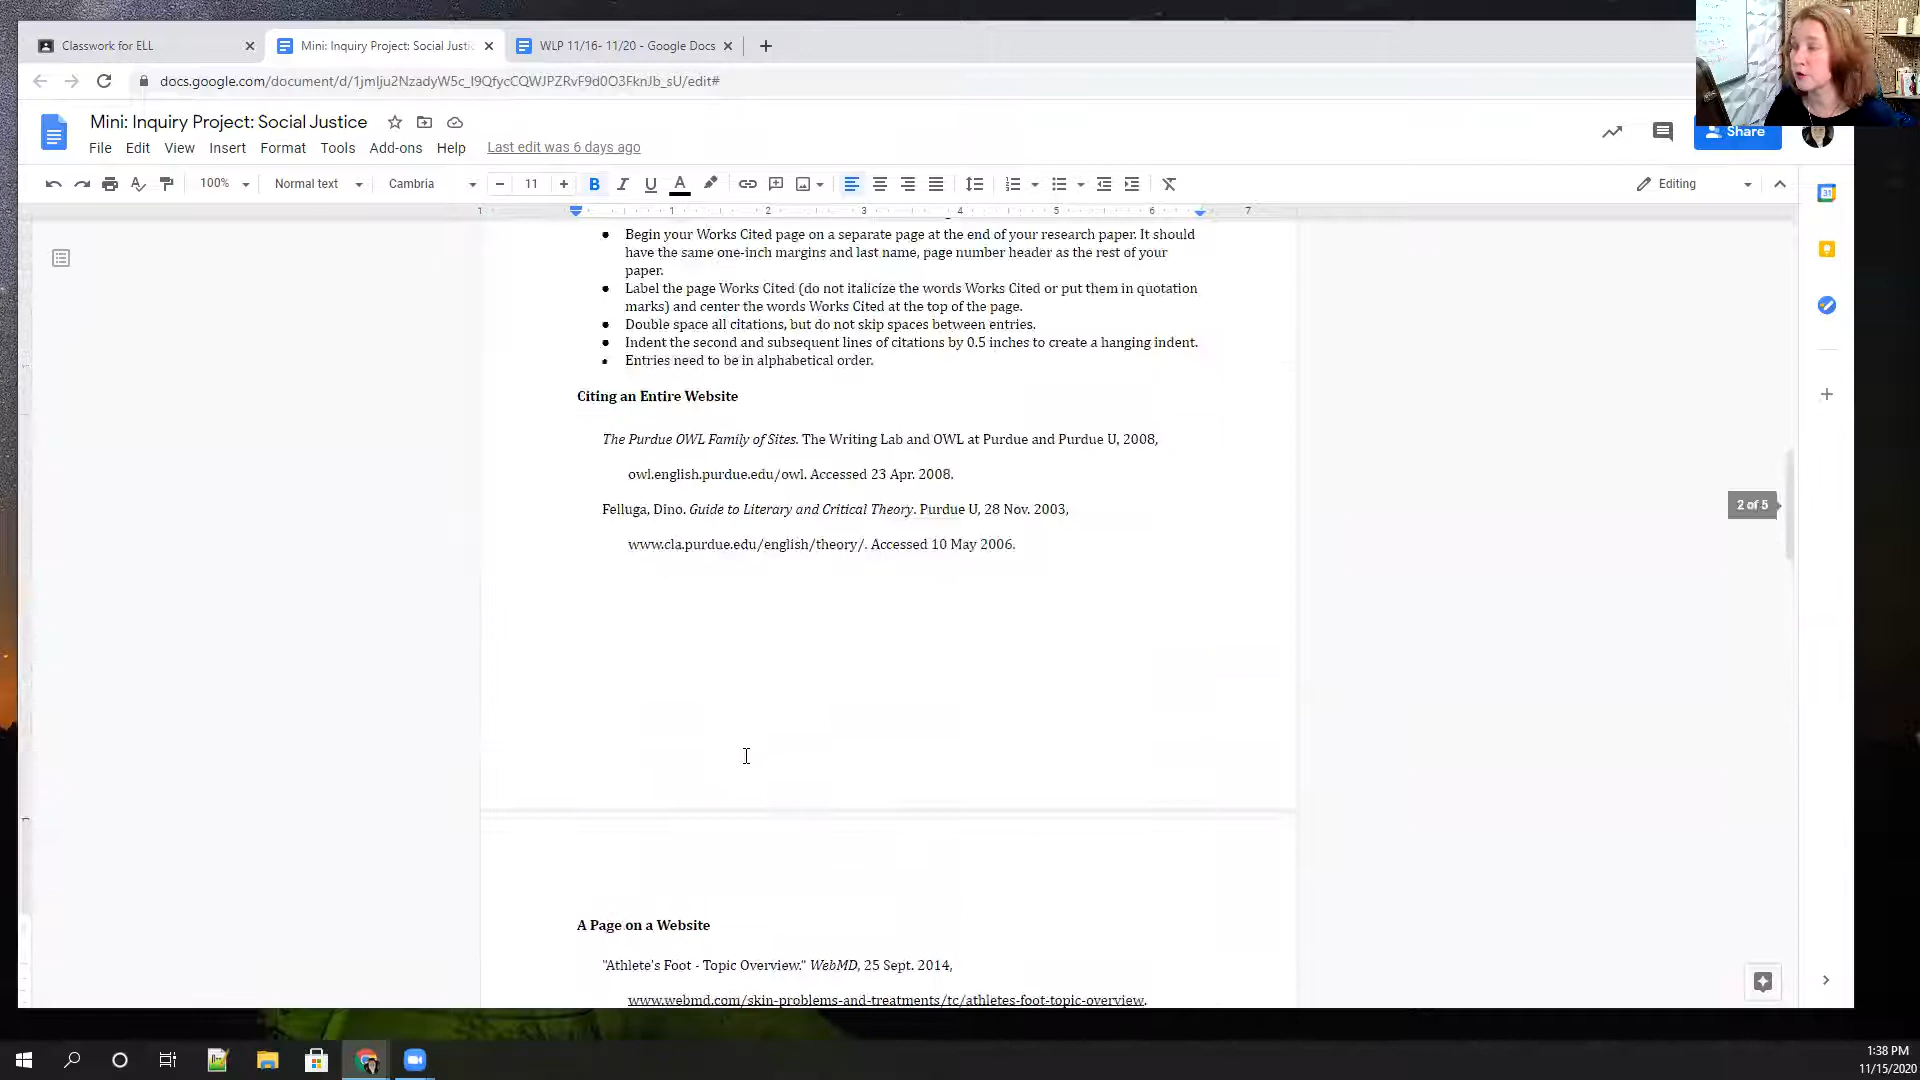 Classwork for ELL
Mini: Inquiry Project: Social Justic
WLP 11/16- 11/20 - Google Docs
docs.google.com/document/d/1jmlju2NzadyW5c_I9QfycCQWJPZRvF9d0O3FknJb_sU/edit#
Mini: Inquiry Project: Social Justice
Share
File Edit View Insert Format Tools Add-ons Help Last edit was 6 days ago
100% Normal text Cambria 11 B I U A Editing
1 1 2 3 4 5 6 7
31
● Begin your Works Cited page on a separate page at the end of your research paper. It should
have the same one-inch margins and last name, page number header as the rest of your
paper.
● Label the page Works Cited (do not italicize the words Works Cited or put them in quotation
marks) and center the words Works Cited at the top of the page.
● Double space all citations, but do not skip spaces between entries.
● Indent the second and subsequent lines of citations by 0.5 inches to create a hanging indent.
● Entries need to be in alphabetical order.
Citing an Entire Website
The Purdue OWL Family of Sites. The Writing Lab and OWL at Purdue and Purdue U, 2008,
owl.english.purdue.edu/owl. Accessed 23 Apr. 2008.
Felluga, Dino. Guide to Literary and Critical Theory. Purdue U, 28 Nov. 2003,
www.cla.purdue.edu/english/theory/. Accessed 10 May 2006.
2 of 5
A Page on a Website
"Athlete's Foot - Topic Overview." WebMD, 25 Sept. 2014,
www.webmd.com/skin-problems-and-treatments/tc/athletes-foot-topic-overview.
1:38 PM
11/15/2020